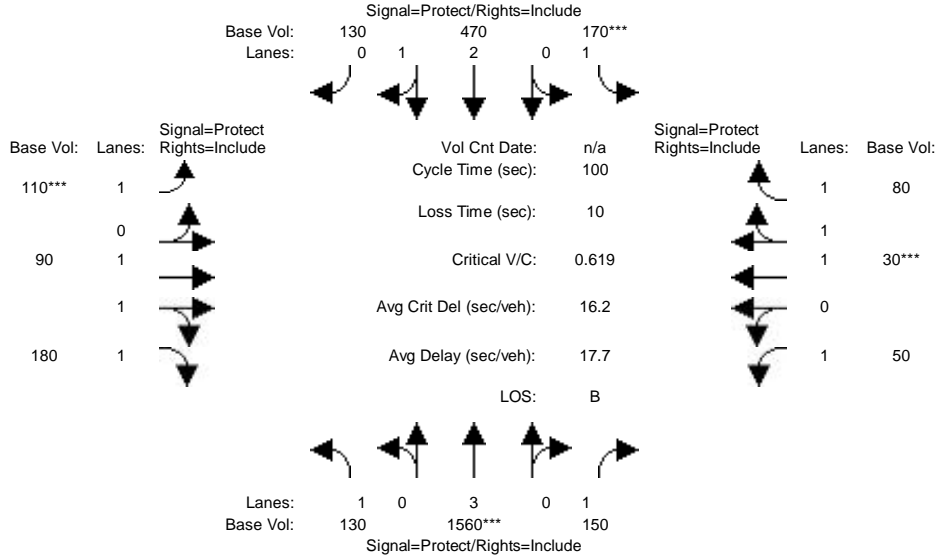 Signal=Protect/Rights=Include
Base Vol: 130 470 170***
Lanes: 0 1 2 0 1
Signal=Protect
Base Vol: Lanes: Rights=Include
Vol Cnt Date: n/a
Signal=Protect
Rights=Include Lanes: Base Vol:
Cycle Time (sec): 100
110*** 1
1 80
Loss Time (sec): 10
0
1
90 1
Critical V/C: 0.619
1 30***
1
Avg Crit Del (sec/veh): 16.2
0
180 1
Avg Delay (sec/veh): 17.7
1 50
LOS: B
Lanes: 1 0 3 0 1
Base Vol: 130 1560*** 150
Signal=Protect/Rights=Include